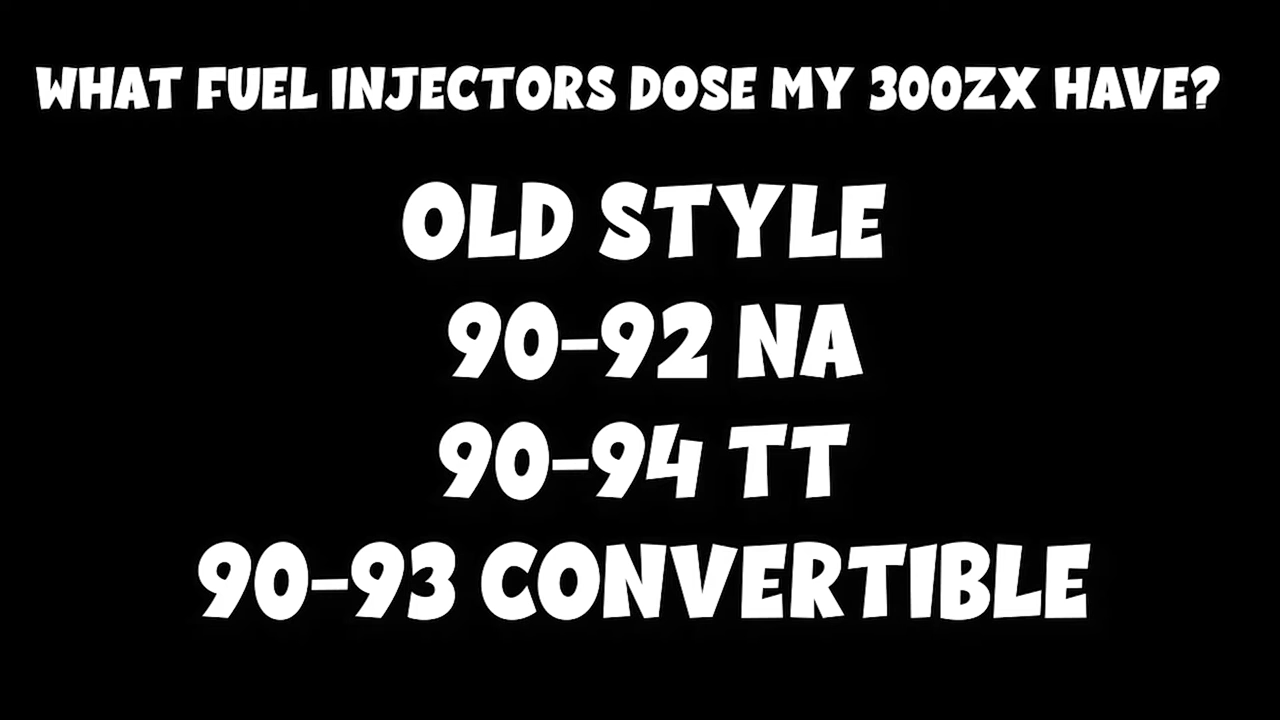 WHAT FUEL INJECTORS DOSE MY 300ZX HAVE?
OLD STYLE
90-92 NA
90-94 TT
90-93 CONVERTIBLE